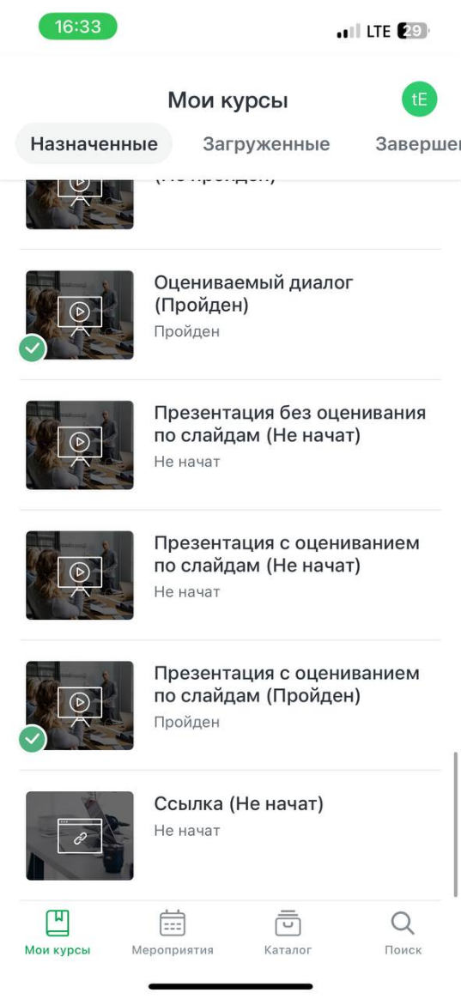 16:33
LTE 29
Мои курсы
tE
Назначенные Загруженные Заверше
(Не пройден)
Оцениваемый диалог
(Пройден)
Пройден
Презентация без оценивания
по слайдам (Не начат)
Не начат
Презентация с оцениванием
по слайдам (Не начат)
Не начат
Презентация с оцениванием
по слайдам (Пройден)
Пройден
Ссылка (Не начат)
Не начат
Мои курсы Мероприятия Каталог Поиск